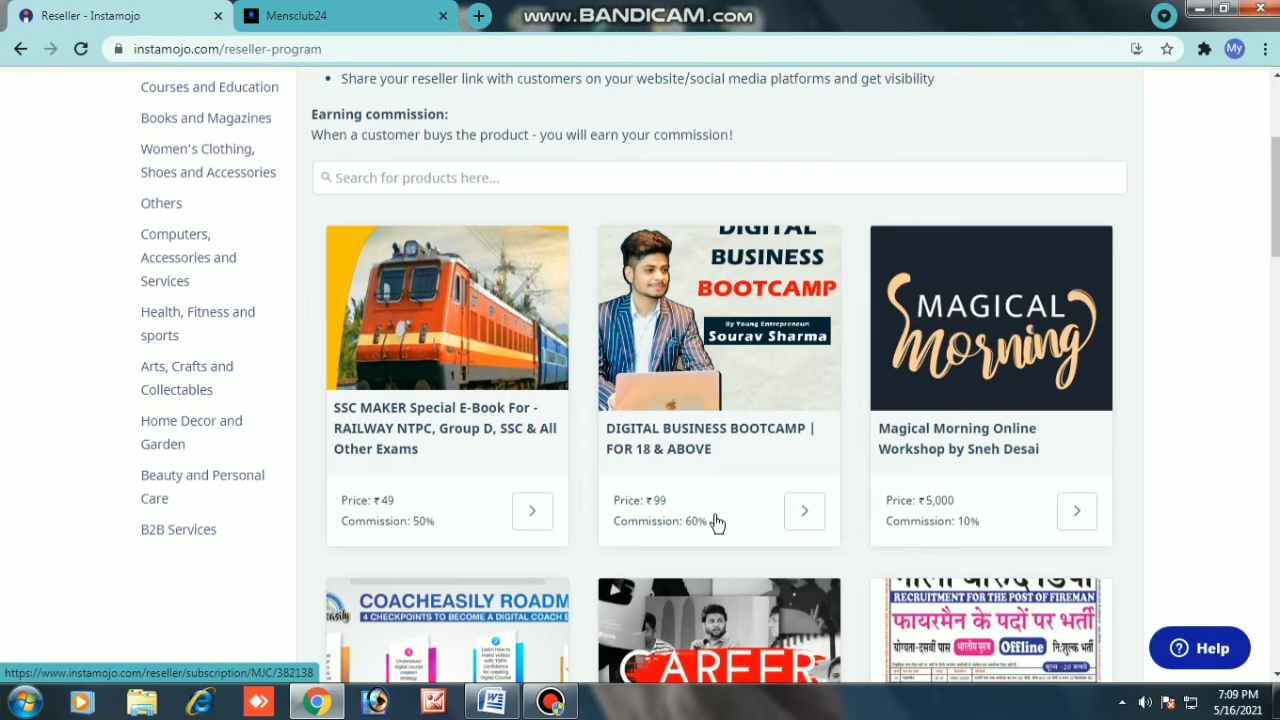 Reseller - Instamojo
Mensclub24
WWW.BANDICAM.COM
instamojo.com/reseller-program
My
Courses and Education
Books and Magazines
Women's Clothing,
Shoes and Accessories
Others
Computers,
Accessories and
Services
Health, Fitness and
sports
Arts, Crafts and
Collectables
Home Decor and
Garden
Beauty and Personal
Care
B2B Services
Share your reseller link with customers on your website/social media platforms and get visibility
Earning commission:
When a customer buys the product - you will earn your commission!
Search for products here...
SSC MAKER Special E-Book For -
RAILWAY NTPC, Group D, SSC & All
Other Exams
Price: ₹49
Commission: 50%
DIGITAL
BUSINESS
BOOTCAMP
By Young Entrepreneur:
Sourav Sharma
DIGITAL BUSINESS BOOTCAMP |
FOR 18 & ABOVE
Price: ₹99
Commission: 60%
MAGICAL
Morning
Magical Morning Online
Workshop by Sneh Desai
Price: ₹5,000
Commission: 10%
COACHEASILY ROADM
4 CHECKPOINTS TO BECOME A DIGITAL COACH
CAREER
RECRUITMENT FOR THE POST OF FIREMAN
फायरमैन के पदों पर भर्ती
Offline
Help
https://www.instamojo.com/reseller/subscription/MJC/382138
7:09 PM
5/16/2021